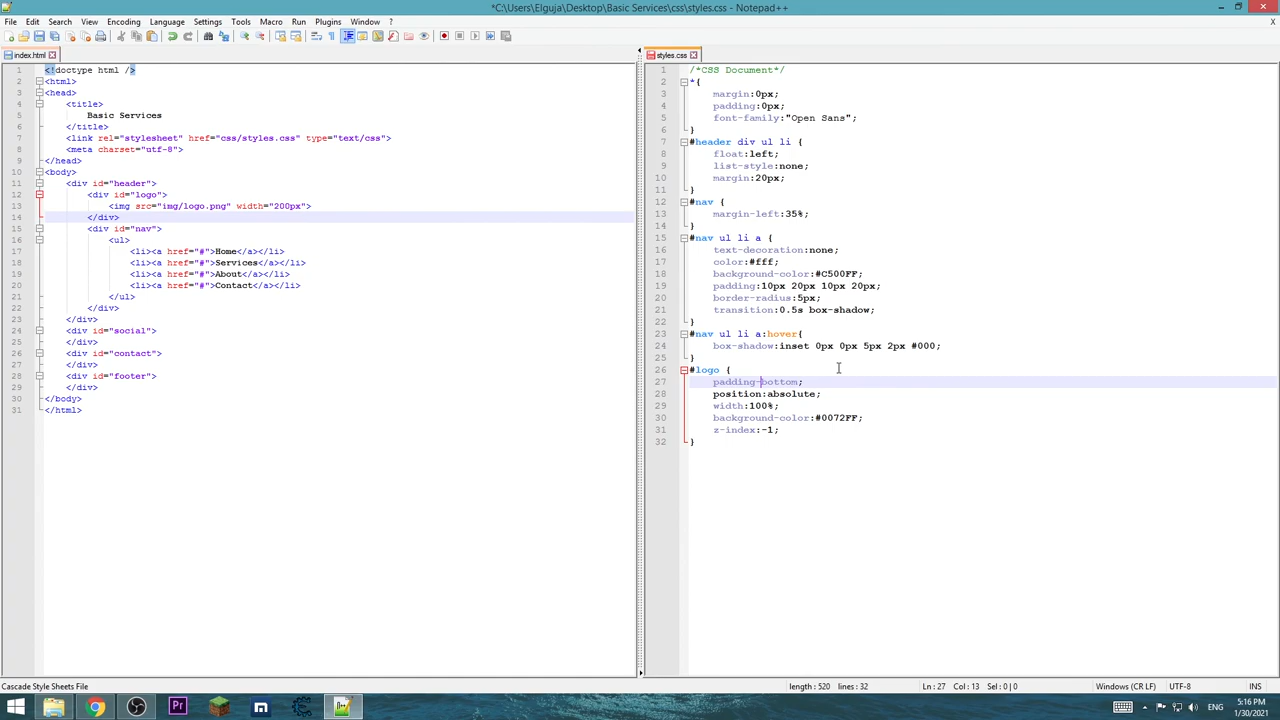 *C:\Users\Elguja\Desktop\Basic Services\css\styles.css - Notepad++
File Edit Search View Encoding Language Settings Tools Macro Run Plugins Window ?
index.html
1 <!doctype html />
2 <html>
3 <head>
4 <title>
5 Basic Services
6 </title>
7 <link rel="stylesheet" href="css/styles.css" type="text/css">
8 <meta charset="utf-8">
9 </head>
10 <body>
11 <div id="header">
12 <div id="logo">
13 <img src="img/logo.png" width="200px">
14 </div>
15 <div id="nav">
16 <ul>
17 <li><a href="#">Home</a></li>
18 <li><a href="#">Services</a></li>
19 <li><a href="#">About</a></li>
20 <li><a href="#">Contact</a></li>
21 </ul>
22 </div>
23 </div>
24 <div id="social">
25 </div>
26 <div id="contact">
27 </div>
28 <div id="footer">
29 </div>
30 </body>
31 </html>
styles.css
1 /*CSS Document*/
2 *{
3 margin:0px;
4 padding:0px;
5 font-family:"Open Sans";
6 }
7 #header div ul li {
8 float:left;
9 list-style:none;
10 margin:20px;
11 }
12 #nav {
13 margin-left:35%;
14 }
15 #nav ul li a {
16 text-decoration:none;
17 color:#fff;
18 background-color:#C500FF;
19 padding:10px 20px 10px 20px;
20 border-radius:5px;
21 transition:0.5s box-shadow;
22 }
23 #nav ul li a:hover{
24 box-shadow:inset 0px 0px 5px 2px #000;
25 }
26 #logo {
27 padding-bottom;
28 position:absolute;
29 width:100%;
30 background-color:#0072FF;
31 z-index:-1;
32 }
Cascade Style Sheets File length : 520 lines : 32 Ln : 27 Col : 13 Sel : 0 | 0 Windows (CR LF) UTF-8 INS
Pr
ENG
5:16 PM
1/30/2021